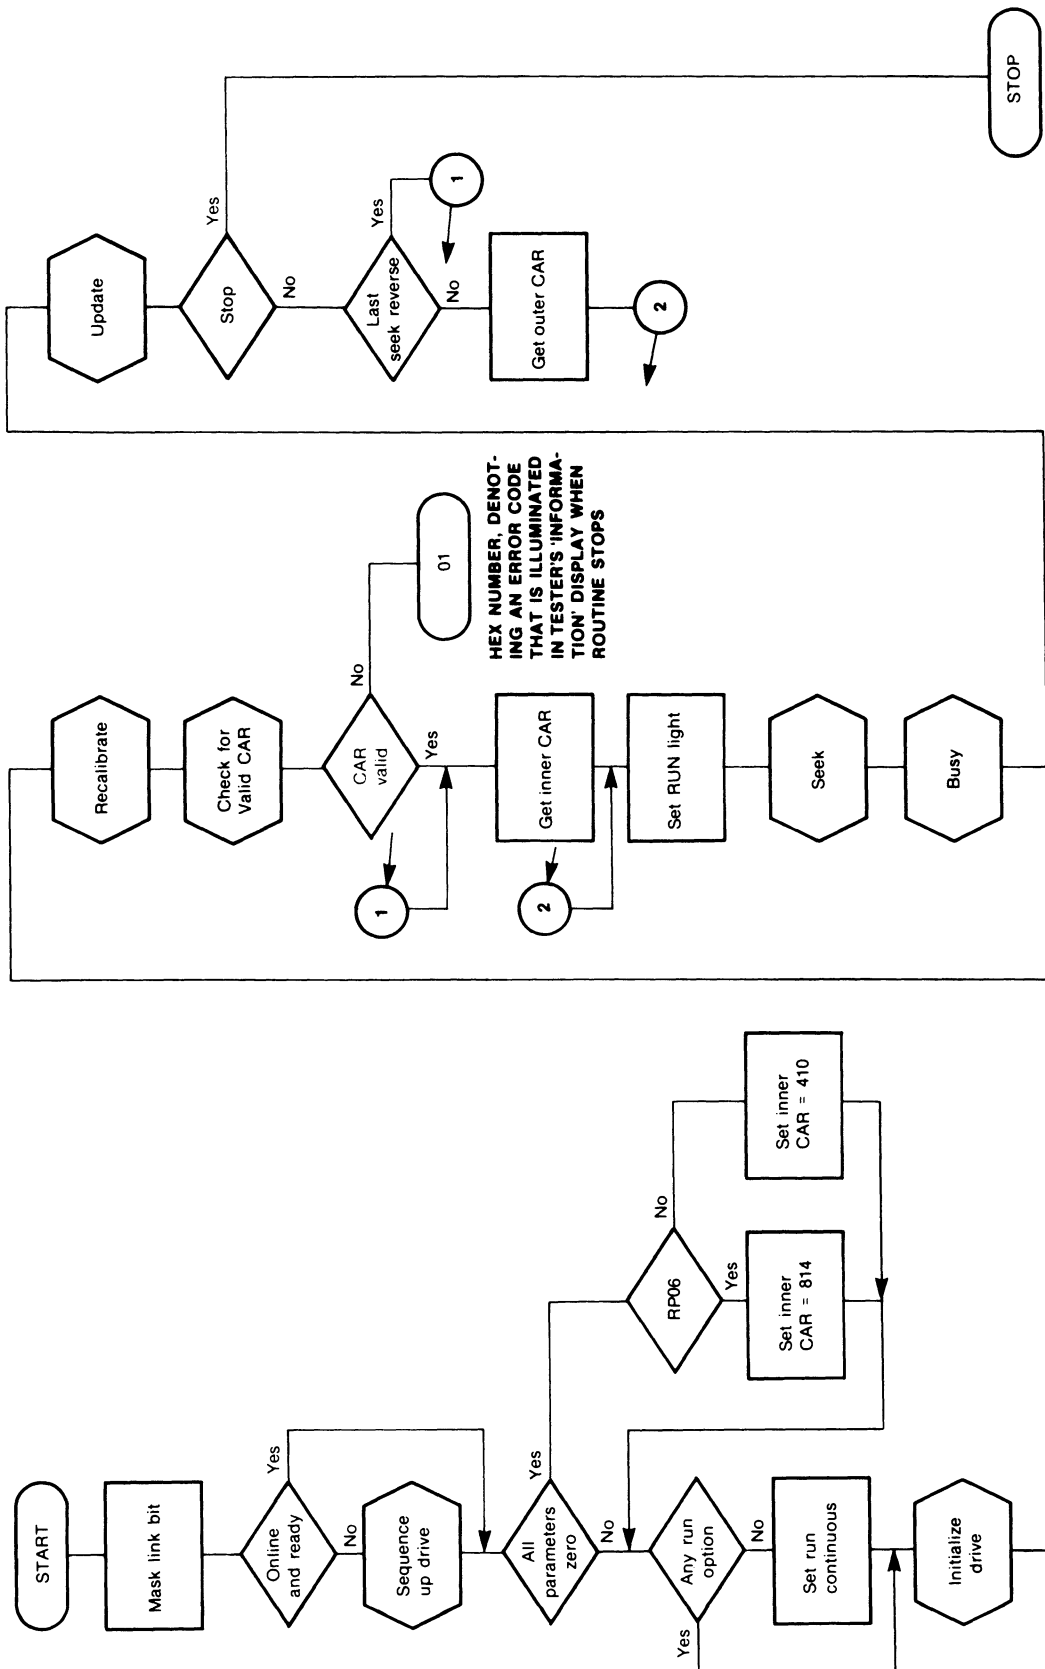 START
Mask link bit
Online
and ready
Yes
No
Sequence
up drive
All
parameters
zero
Yes
No
RP06
No
Yes
Set inner
CAR = 814
Set inner
CAR = 410
Any run
option
Yes
No
Set run
continuous
Initialize
drive
Recalibrate
Check for
Valid CAR
CAR
valid
No
Yes
01
HEX NUMBER, DENOT-
ING AN ERROR CODE
THAT IS ILLUMINATED
IN TESTER'S 'INFORMA-
TION' DISPLAY WHEN
ROUTINE STOPS
1
Get inner CAR
2
Set RUN light
Seek
Busy
Update
Stop
Yes
No
Last
seek reverse
Yes
1
No
Get outer CAR
2
STOP